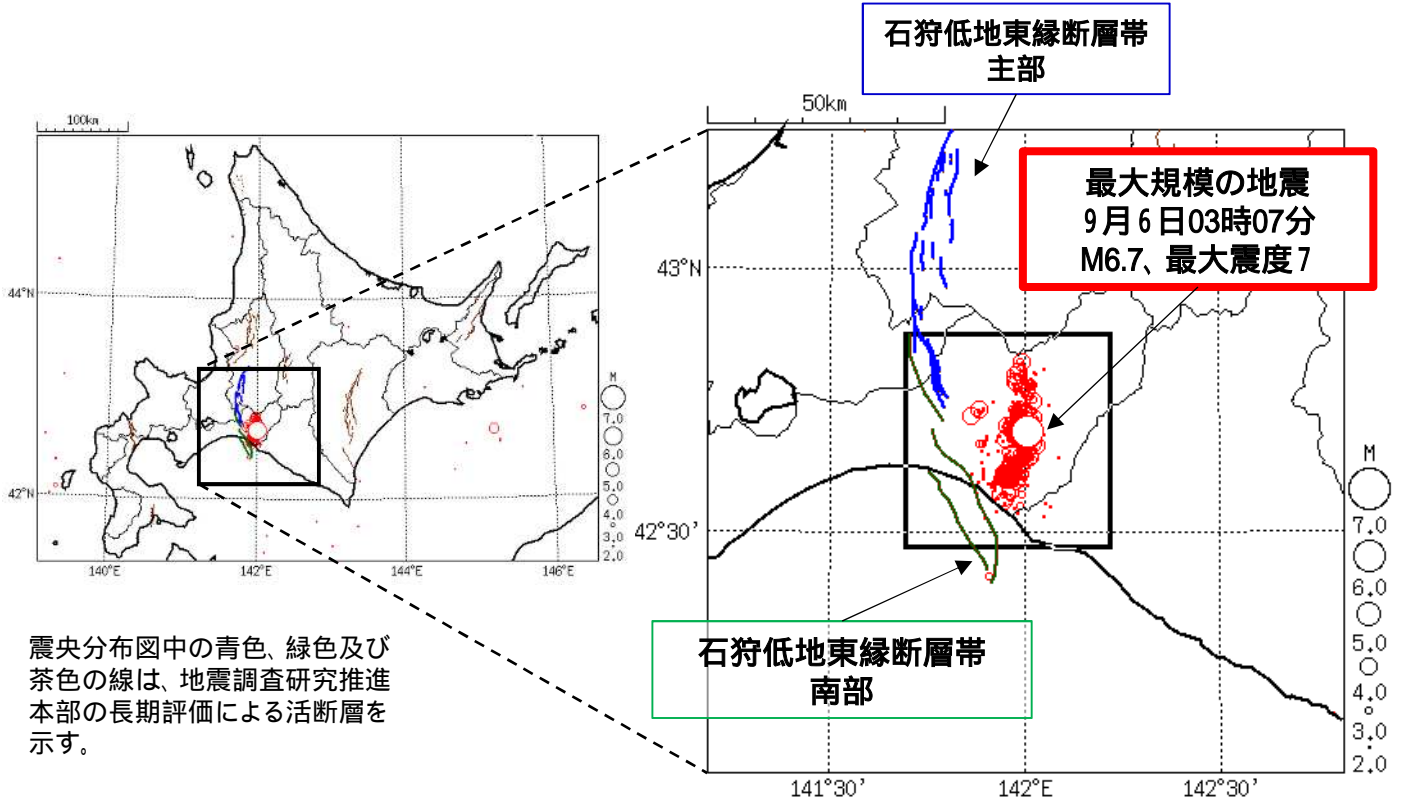 石狩低地東縁断層帯
主部
50km
100km
最大規模の地震
9月6日03時07分
M6.7、最大震度7
43°N
44°N
42°N
42°30'
M
7.0
6.0
5.0
4.0
3.0
2.0
140°E
142°E
144°E
146°E
M
7.0
6.0
5.0
4.0
3.0
2.0
石狩低地東縁断層帯
南部
震央分布図中の青色、緑色及び
茶色の線は、地震調査研究推進
本部の長期評価による活断層を
示す。
141°30'
142°E
142°30'